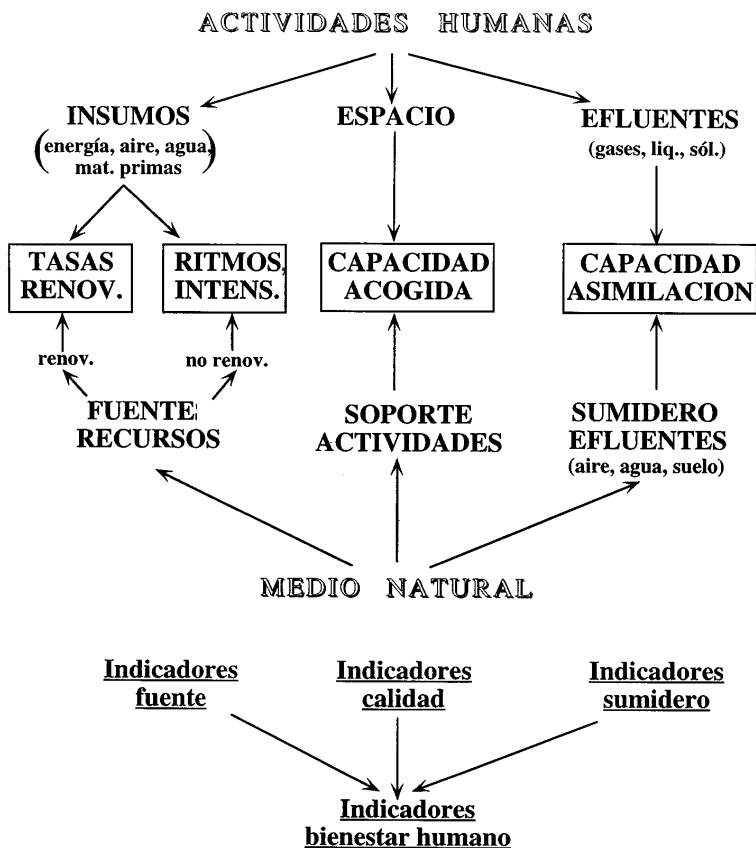 ACTIVIDADES HUMANAS
INSUMOS
(energía, aire, agua,
mat. primas)
ESPACIO
EFLUENTES
(gases, liq., sól.)
TASAS
RENOV.
RITMOS,
INTENS.
CAPACIDAD
ACOGIDA
CAPACIDAD
ASIMILACION
renov.
no renov.
FUENTE
RECURSOS
SOPORTE
ACTIVIDADES
SUMIDERO
EFLUENTES
(aire, agua, suelo)
MEDIO NATURAL
Indicadores
fuente
Indicadores
calidad
Indicadores
sumidero
Indicadores
bienestar humano